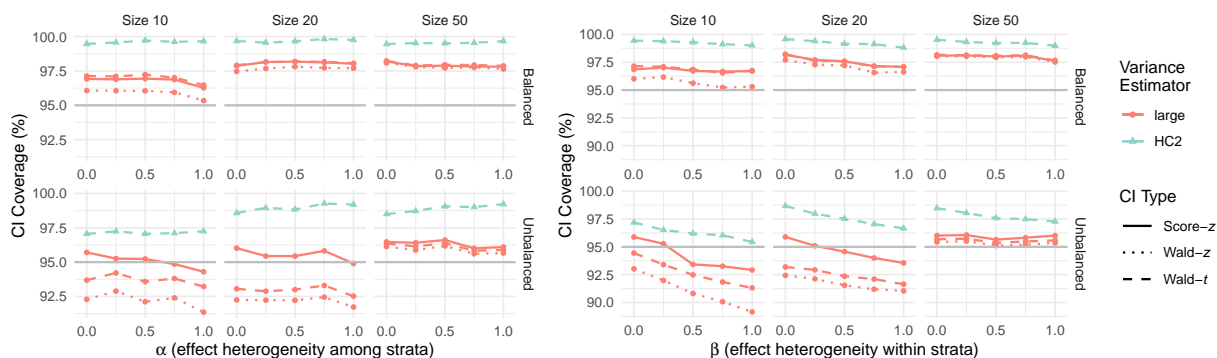 Size 10
Size 20
Size 50
CI Coverage (%)
100.0
97.5
95.0
92.5
Balanced
100.0
97.5
95.0
92.5
Unbalanced
0.0 0.5 1.0
0.0 0.5 1.0
0.0 0.5 1.0
α (effect heterogeneity among strata)
Size 10
Size 20
Size 50
CI Coverage (%)
100.0
97.5
95.0
92.5
90.0
Balanced
100.0
97.5
95.0
92.5
90.0
Unbalanced
0.0 0.5 1.0
0.0 0.5 1.0
0.0 0.5 1.0
β (effect heterogeneity within strata)
Variance
Estimator
large
HC2
CI Type
Score−z
Wald−z
Wald−t